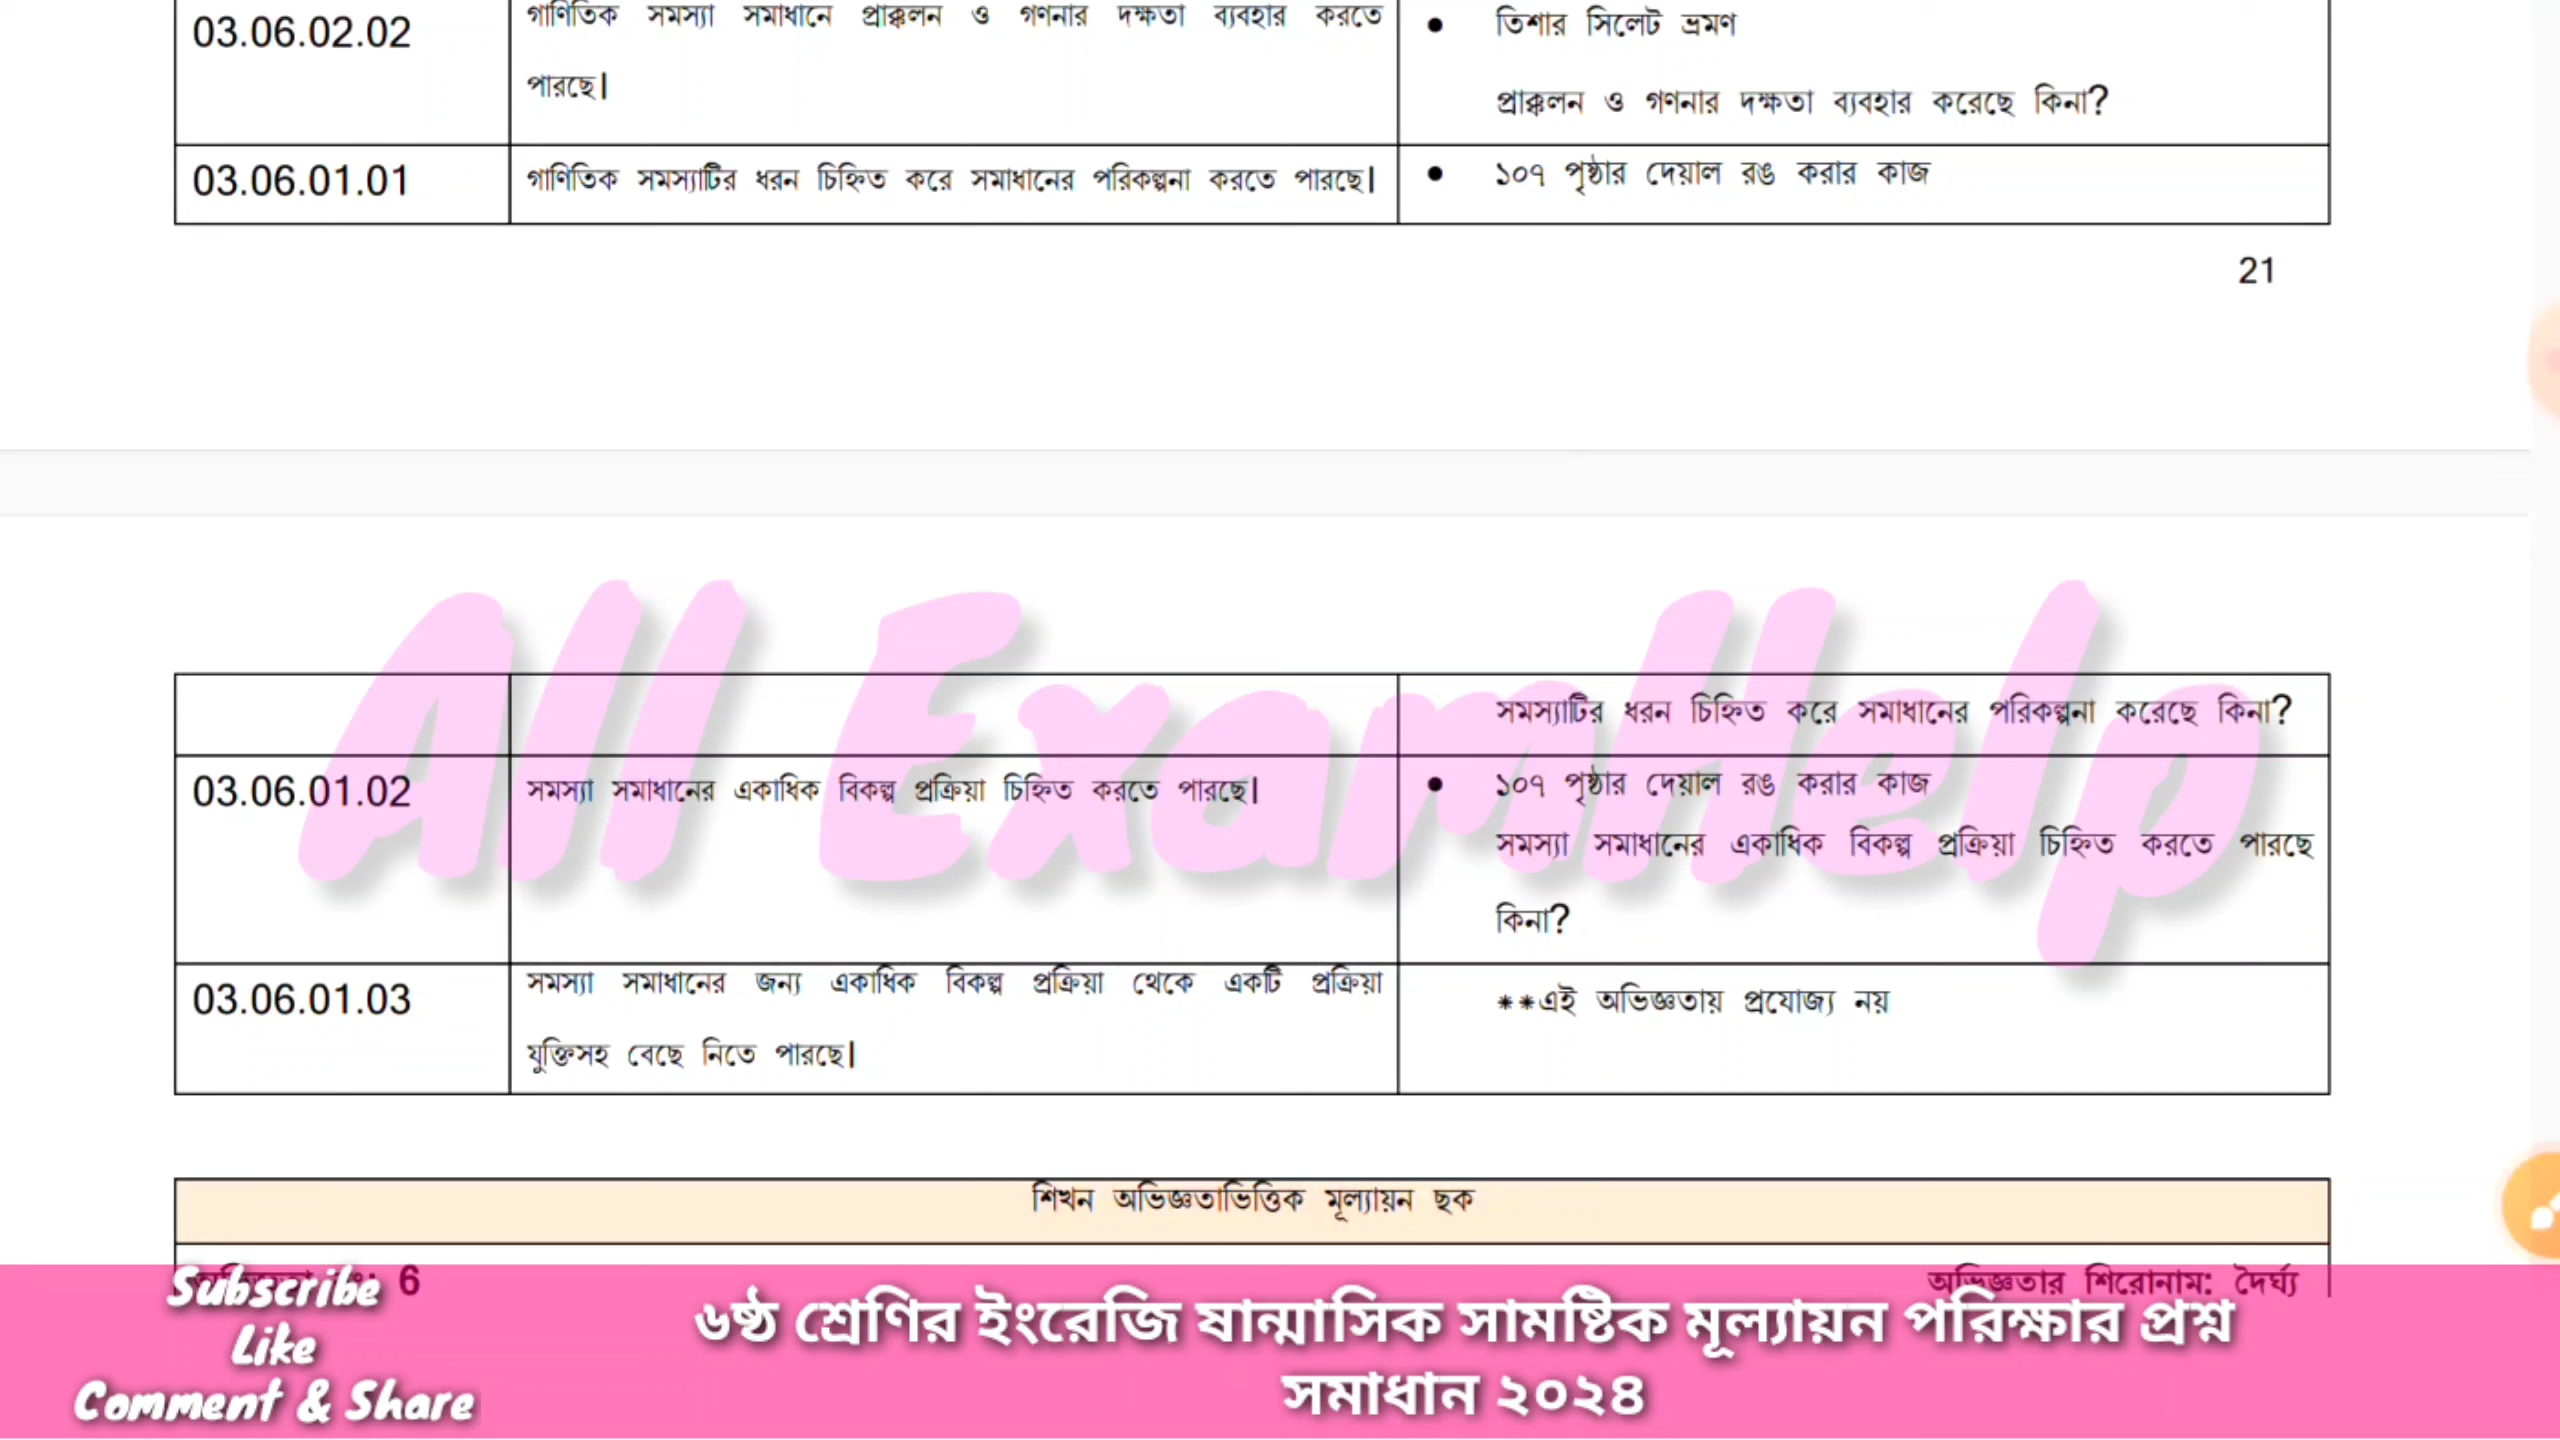 03.06.02.02
গাণিতিক সমস্যা সমাধানে প্রাক্কলন ও গণনার দক্ষতা ব্যবহার করতে
পারছে।
● তিশার সিলেট ভ্রমণ
প্রাক্কলন ও গণনার দক্ষতা ব্যবহার করেছে কিনা?
03.06.01.01
গাণিতিক সমস্যাটির ধরন চিহ্নিত করে সমাধানের পরিকল্পনা করতে পারছে।
● ১০৭ পৃষ্ঠার দেয়াল রঙ করার কাজ
21
All ExamHelp
সমস্যাটির ধরন চিহ্নিত করে সমাধানের পরিকল্পনা করেছে কিনা?
03.06.01.02
সমস্যা সমাধানের একাধিক বিকল্প প্রক্রিয়া চিহ্নিত করতে পারছে।
● ১০৭ পৃষ্ঠার দেয়াল রঙ করার কাজ
সমস্যা সমাধানের একাধিক বিকল্প প্রক্রিয়া চিহ্নিত করতে পারছে
কিনা?
03.06.01.03
সমস্যা সমাধানের জন্য একাধিক বিকল্প প্রক্রিয়া থেকে একটি প্রক্রিয়া
যুক্তিসহ বেছে নিতে পারছে।
**এই অভিজ্ঞতায় প্রযোজ্য নয়
শিখন অভিজ্ঞতাভিত্তিক মূল্যায়ন ছক
6
অভিজ্ঞতার শিরোনাম: দৈর্ঘ্য
Subscribe
Like
Comment & Share
৬ষ্ঠ শ্রেণির ইংরেজি ষান্মাসিক সামষ্টিক মূল্যায়ন পরিক্ষার প্রশ্ন
সমাধান ২০২৪